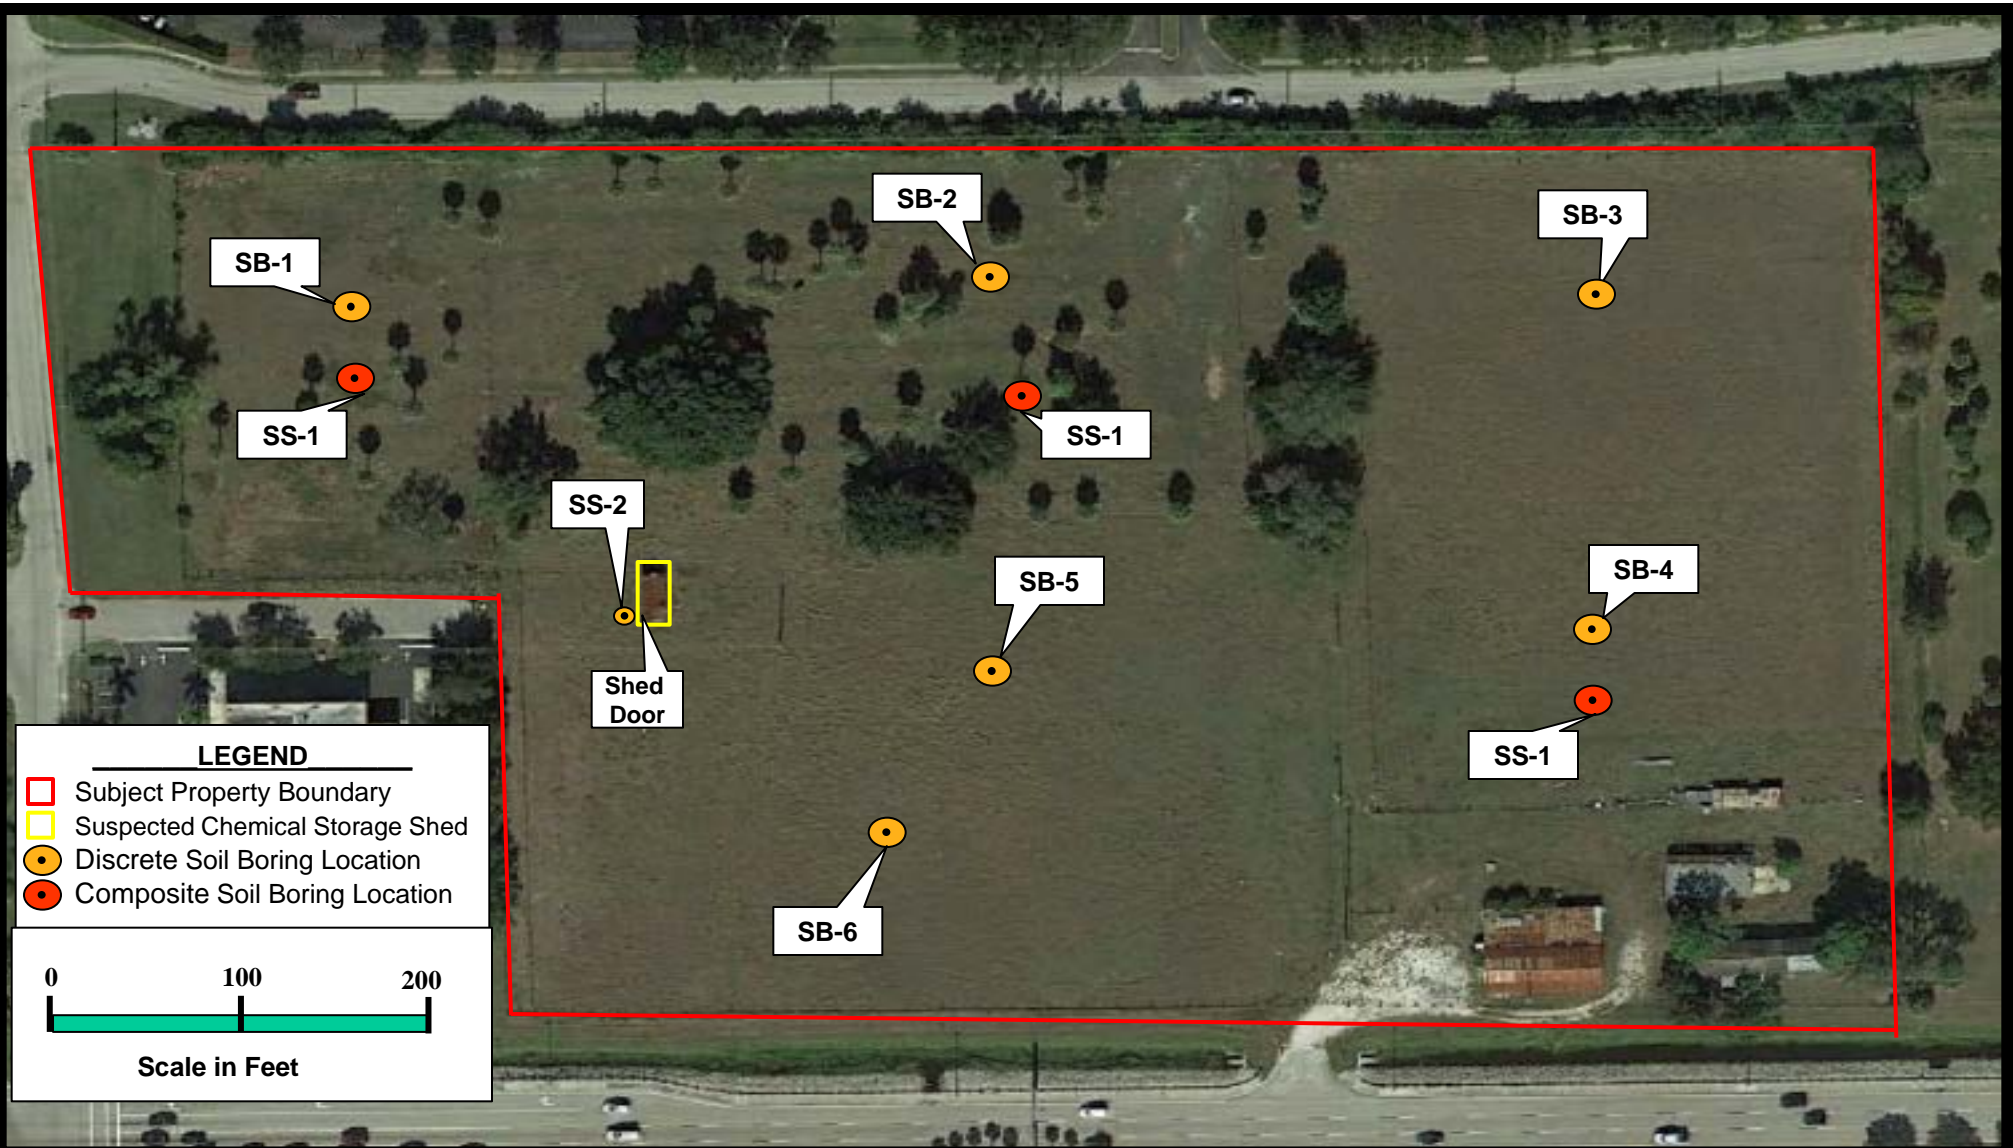 SB-2
SB-3
SB-1
SS-1
SS-1
SS-2
SB-5
SB-4
Shed
Door
SS-1
SB-6
LEGEND
Subject Property Boundary
Suspected Chemical Storage Shed
Discrete Soil Boring Location
Composite Soil Boring Location
0 100 200
Scale in Feet